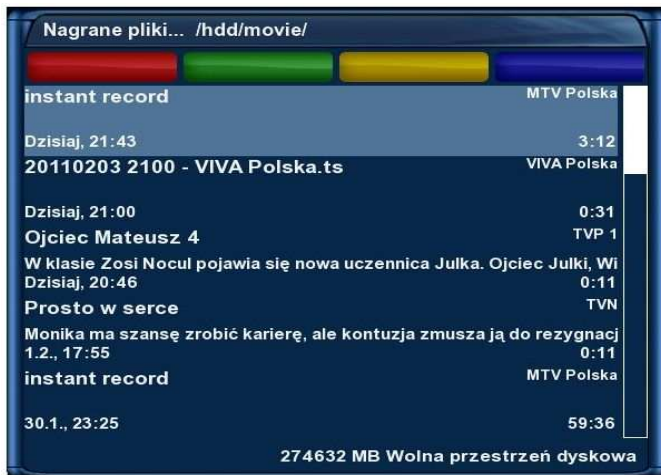 Nagrane pliki... /hdd/movie/
instant record MTV Polska
Dzisiaj, 21:43 3:12
20110203 2100 - VIVA Polska.ts VIVA Polska
Dzisiaj, 21:00 0:31
Ojciec Mateusz 4 TVP 1
W klasie Zosi Nocul pojawia się nowa uczennica Julka. Ojciec Julki, Wi
Dzisiaj, 20:46 0:11
Prosto w serce TVN
Monika ma szansę zrobić karierę, ale kontuzja zmusza ją do rezygnacj
1.2., 17:55 0:11
instant record MTV Polska
30.1., 23:25 59:36
274632 MB Wolna przestrzeń dyskowa